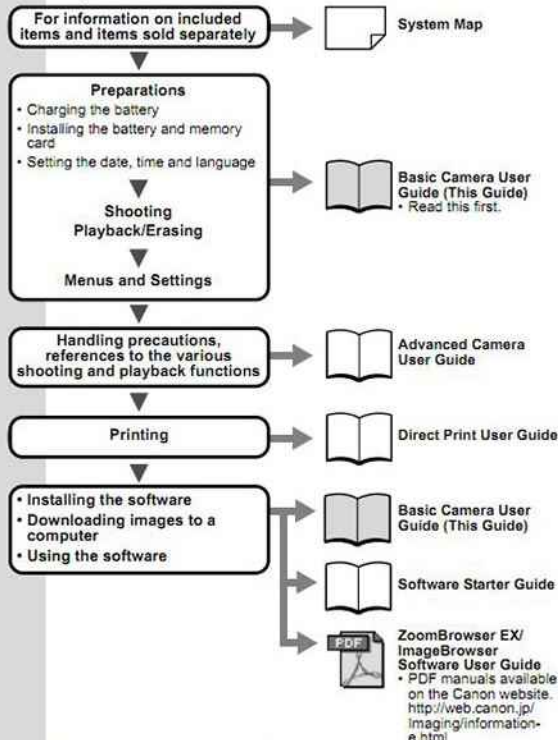 For information on included
items and items sold separately
System Map
Preparations
• Charging the battery
• Installing the battery and memory
card
• Setting the date, time and language
Shooting
Playback/Erasing
Menus and Settings
Basic Camera User
Guide (This Guide)
• Read this first.
Handling precautions,
references to the various
shooting and playback functions
Advanced Camera
User Guide
Printing
Direct Print User Guide
• Installing the software
• Downloading images to a
computer
• Using the software
Basic Camera User
Guide (This Guide)
Software Starter Guide
PDF
ZoomBrowser EX/
ImageBrowser
Software User Guide
• PDF manuals available
on the Canon website.
http://web.canon.jp/
Imaging/information-
e.html